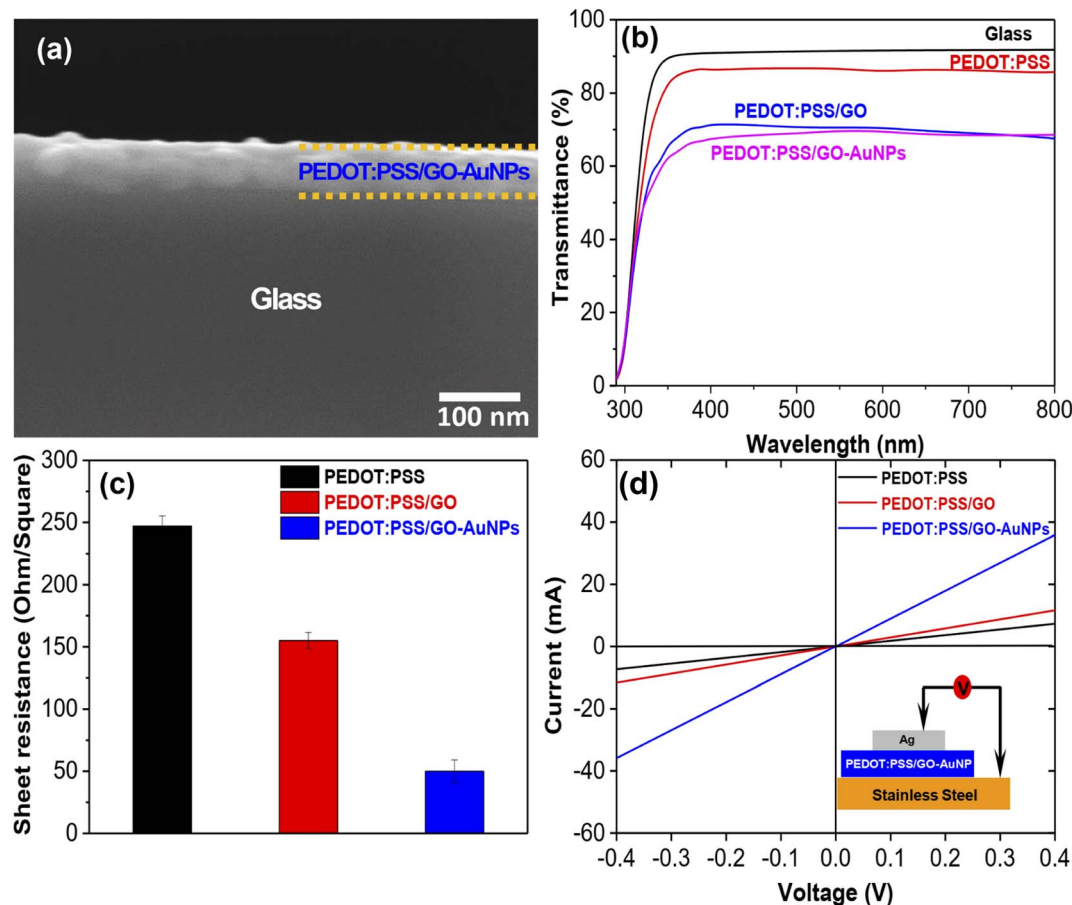 (a)
PEDOT:PSS/GO-AuNPs
Glass
100 nm
(b)
Glass
PEDOT:PSS
PEDOT:PSS/GO
PEDOT:PSS/GO-AuNPs
Transmittance (%)
100
80
60
40
20
0
300 400 500 600 700 800
Wavelength (nm)
(c)
PEDOT:PSS
PEDOT:PSS/GO
PEDOT:PSS/GO-AuNPs
Sheet resistance (Ohm/Square)
300
250
200
150
100
50
0
(d)
PEDOT:PSS
PEDOT:PSS/GO
PEDOT:PSS/GO-AuNPs
Current (mA)
60
40
20
0
-20
-40
-60
V
Ag
PEDOT:PSS/GO-AuNP
Stainless Steel
-0.4 -0.3 -0.2 -0.1 0.0 0.1 0.2 0.3 0.4
Voltage (V)